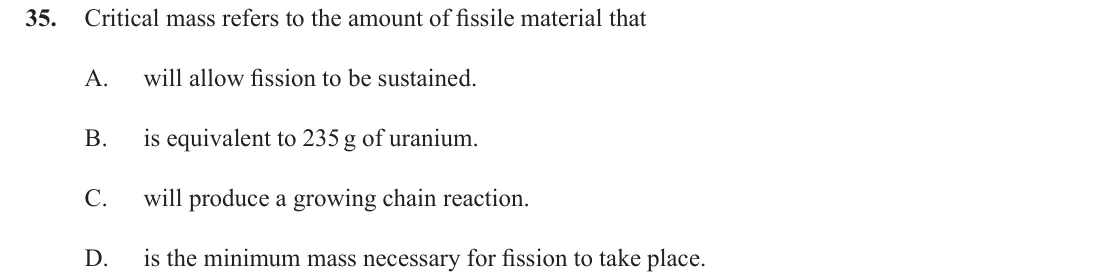 35. Critical mass refers to the amount of fissile material that
A. will allow fission to be sustained.
B. is equivalent to 235 g of uranium.
C. will produce a growing chain reaction.
D. is the minimum mass necessary for fission to take place.